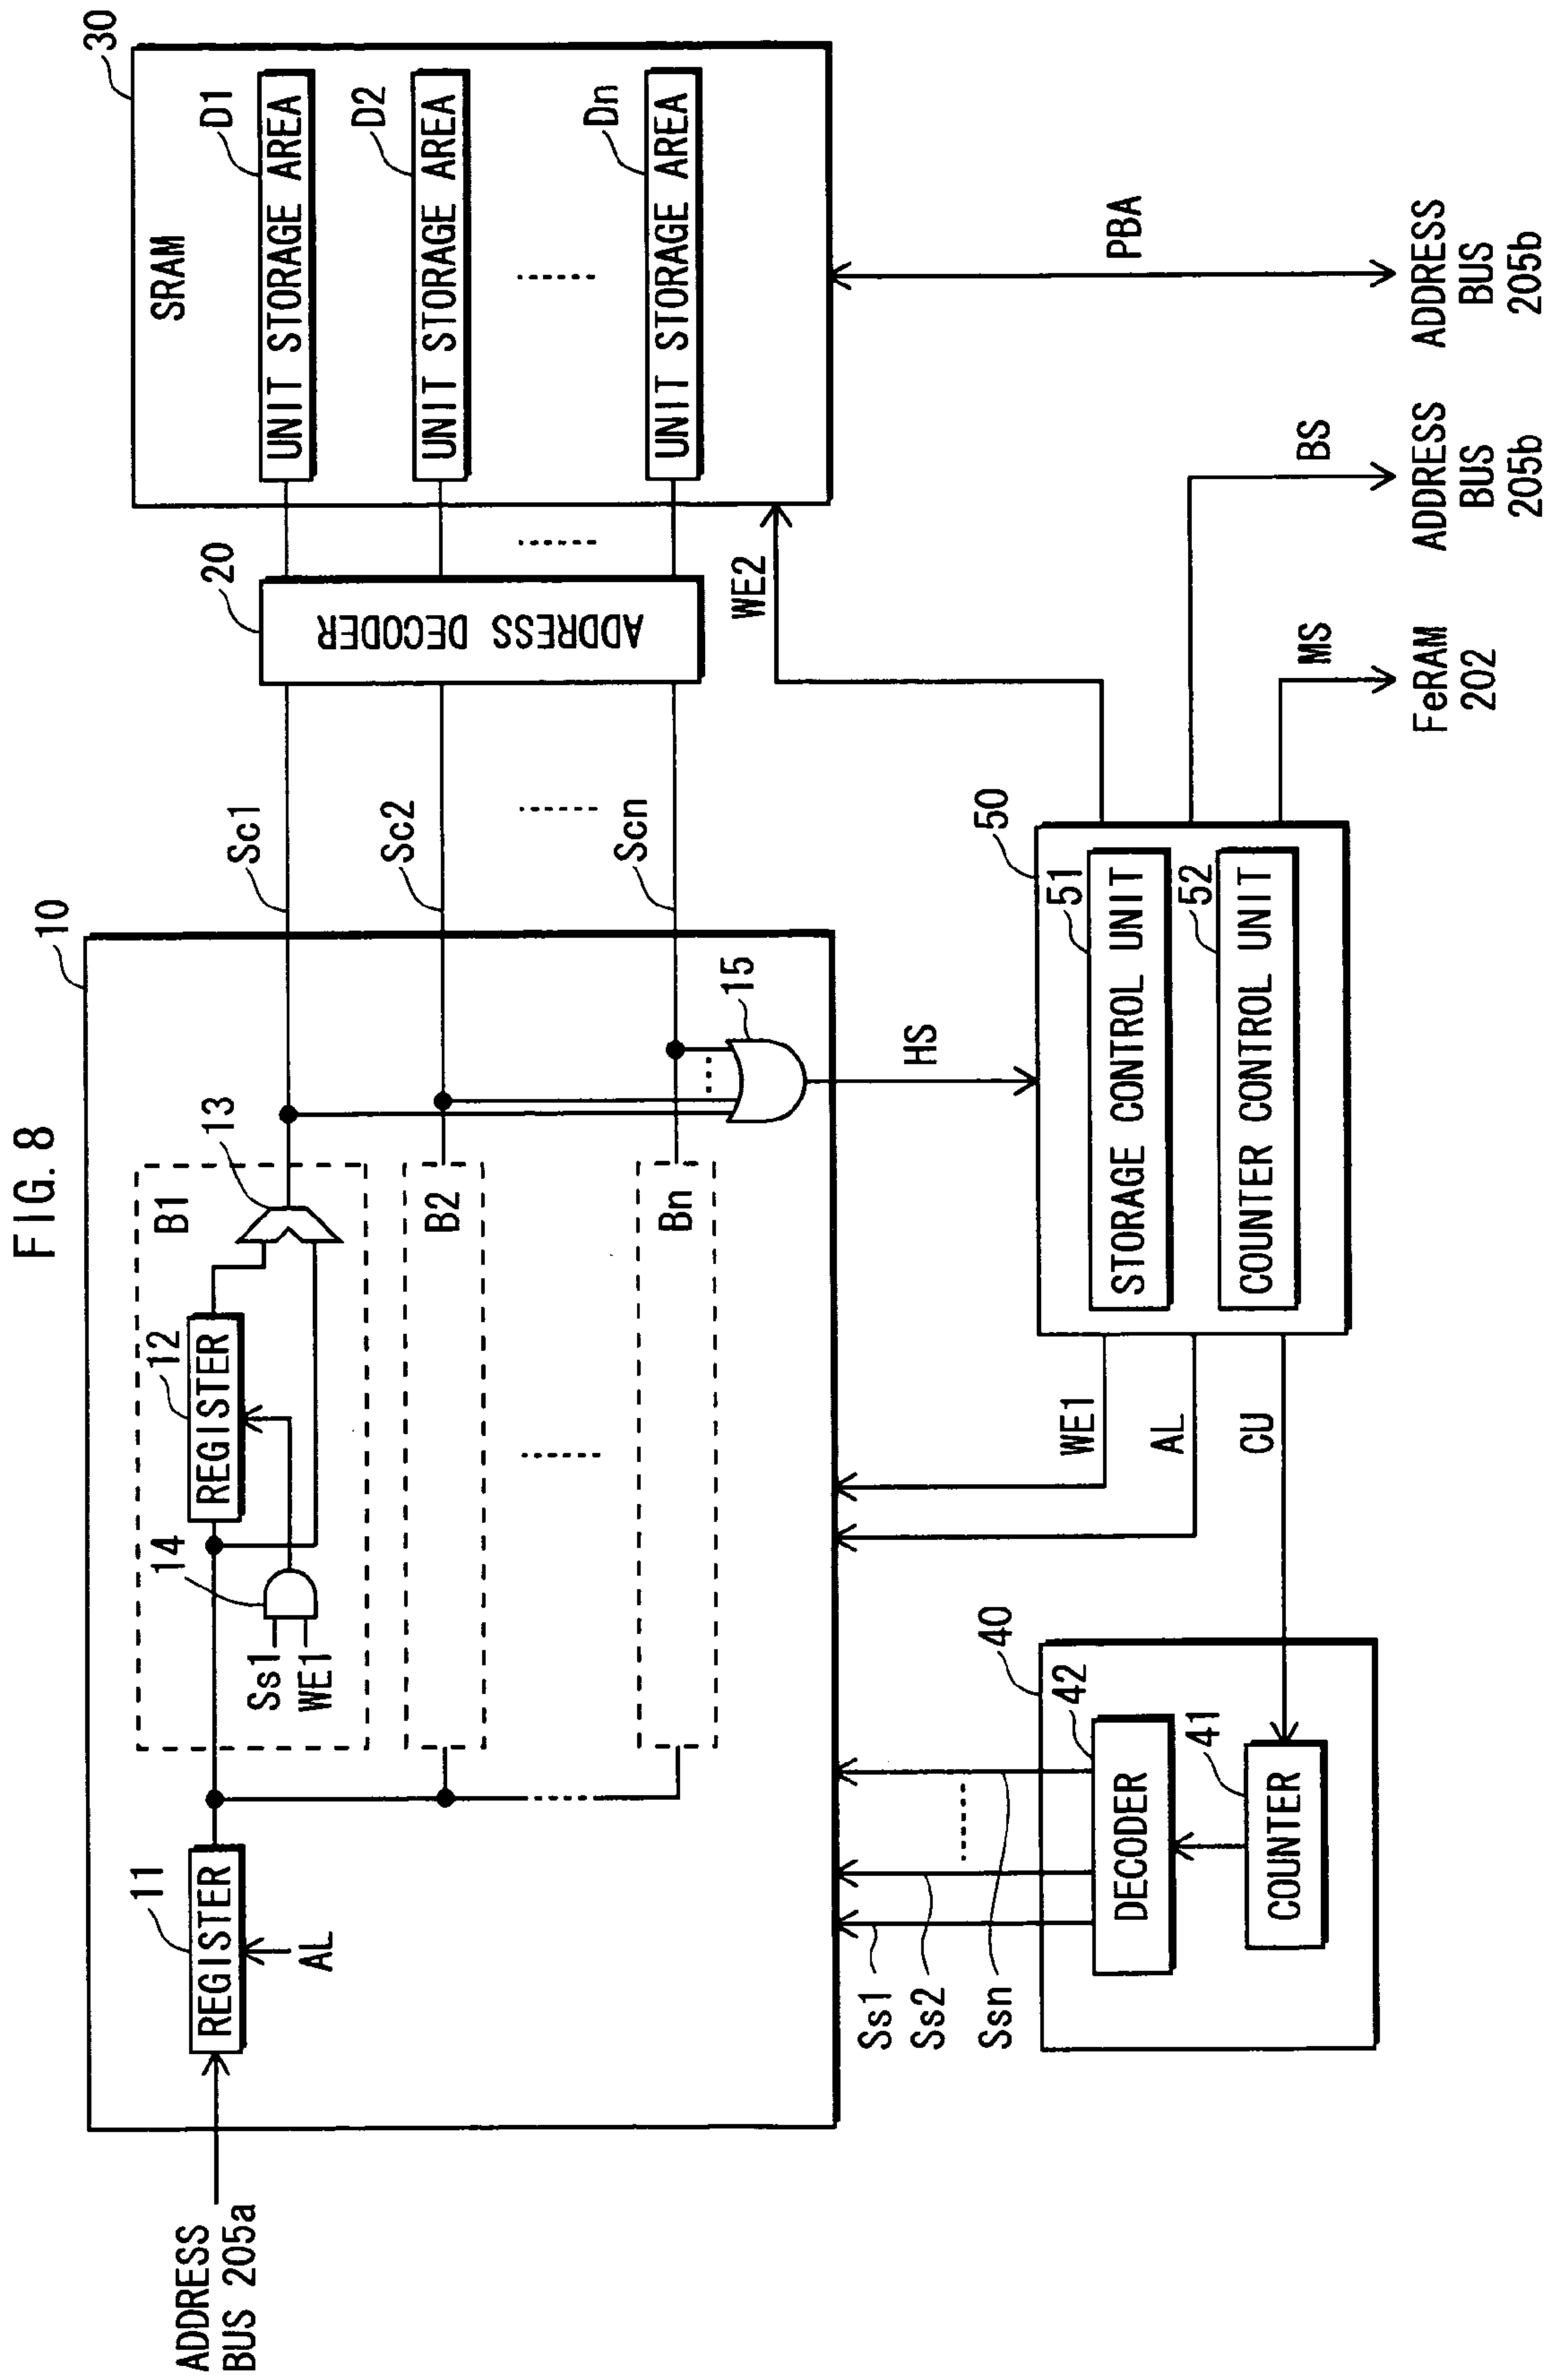 FIG. 8
10
30
SRAM
11
REGISTER
AL
ADDRESS
BUS 205a
12
REGISTER
B1
13
14
Ss1
WE1
B2
Bn
15
Sc1
Sc2
Scn
20
ADDRESS DECODER
D1
UNIT STORAGE AREA
D2
UNIT STORAGE AREA
Dn
UNIT STORAGE AREA
Ss1
Ss2
Ssn
40
42
DECODER
41
COUNTER
WE1
AL
CU
HS
50
51
STORAGE CONTROL UNIT
52
COUNTER CONTROL UNIT
WE2
MS
BS
PBA
FeRAM
202
ADDRESS
BUS
205b
ADDRESS
BUS
205b